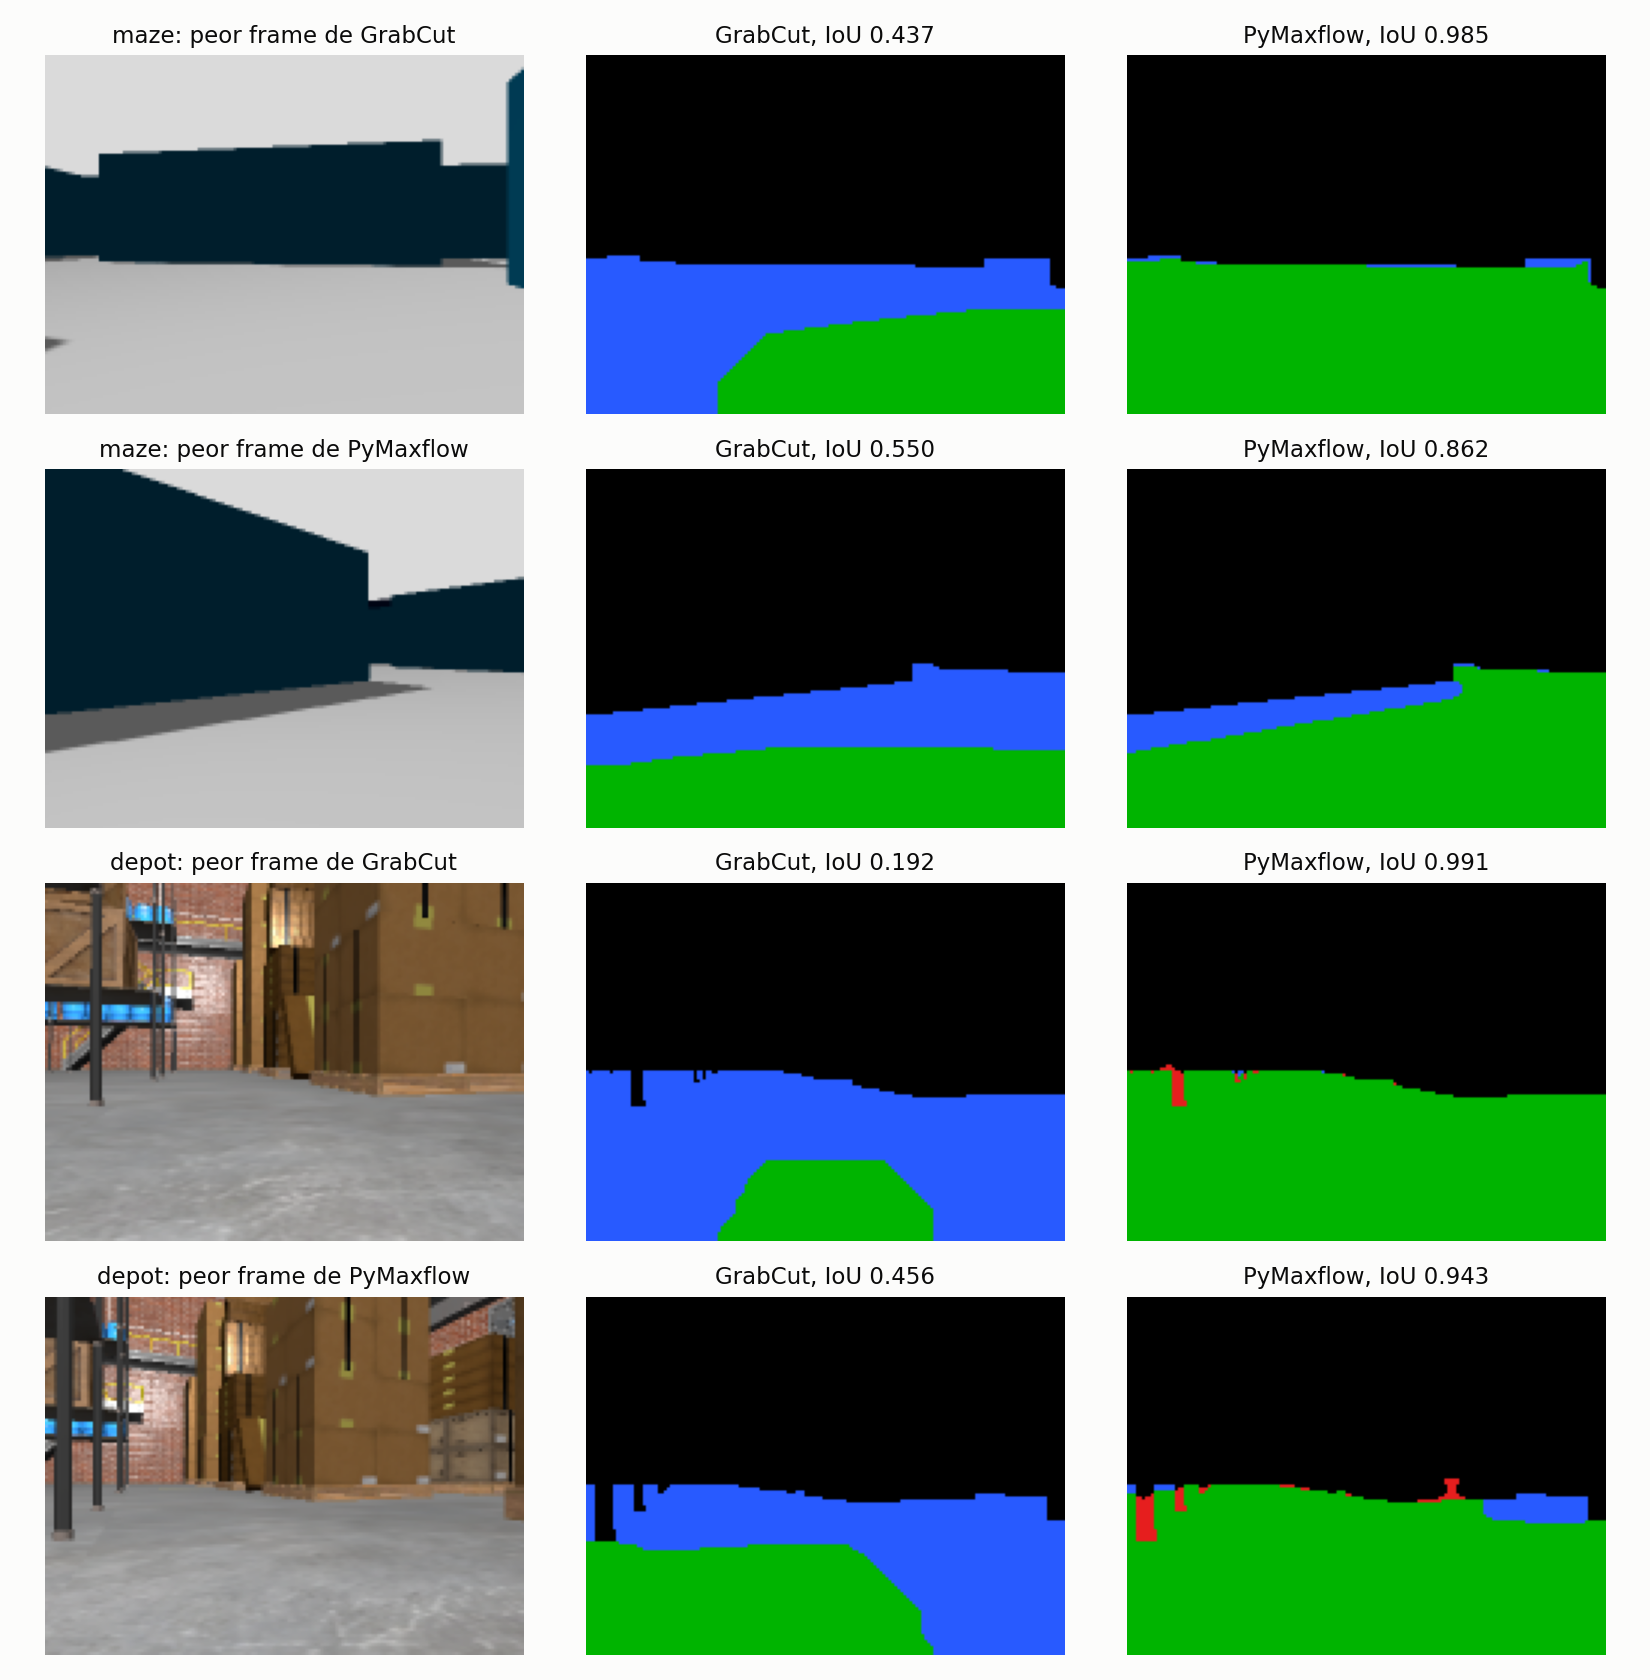 maze: peor frame de GrabCut
GrabCut, IoU 0.437
PyMaxflow, IoU 0.985
maze: peor frame de PyMaxflow
GrabCut, IoU 0.550
PyMaxflow, IoU 0.862
depot: peor frame de GrabCut
GrabCut, IoU 0.192
PyMaxflow, IoU 0.991
depot: peor frame de PyMaxflow
GrabCut, IoU 0.456
PyMaxflow, IoU 0.943